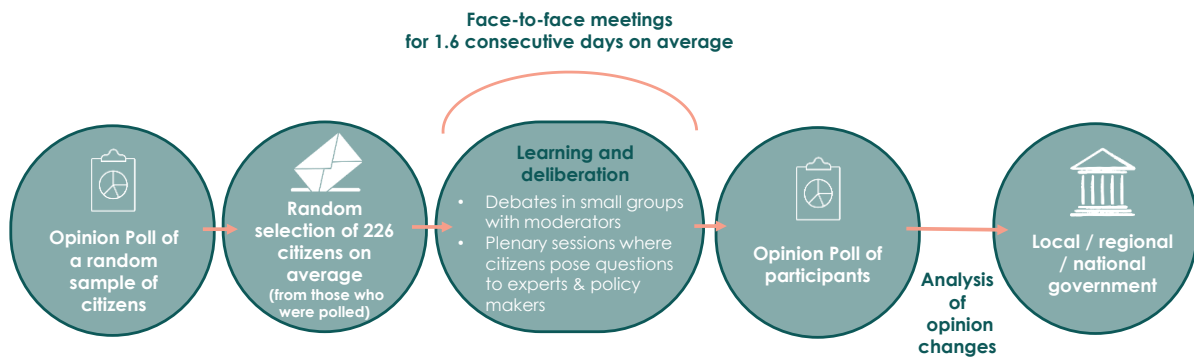 Face-to-face meetings
for 1.6 consecutive days on average
Opinion Poll of
a random
sample of
citizens
Random
selection of 226
citizens on
average
(from those who
were polled)
Learning and
deliberation
• Debates in small groups
with moderators
• Plenary sessions where
citizens pose questions
to experts & policy
makers
Opinion Poll of
participants
Analysis
of
opinion
changes
Local / regional
/ national
government